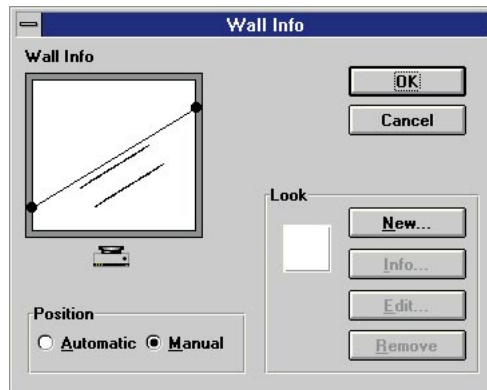 Wall Info
Wall Info
OK
Cancel
Look
New...
Info...
Edit...
Remove
Position
Automatic Manual